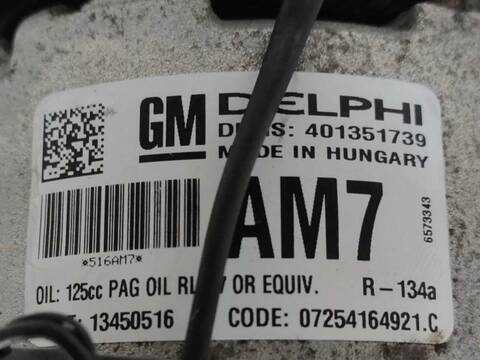 GM DELPHI
401351739
MADE IN HUNGARY
AM7
*516AM7*
6573343
OIL: 125cc PAG OIL OR EQUIV. R-134a
13450516 CODE: 07254164921.C